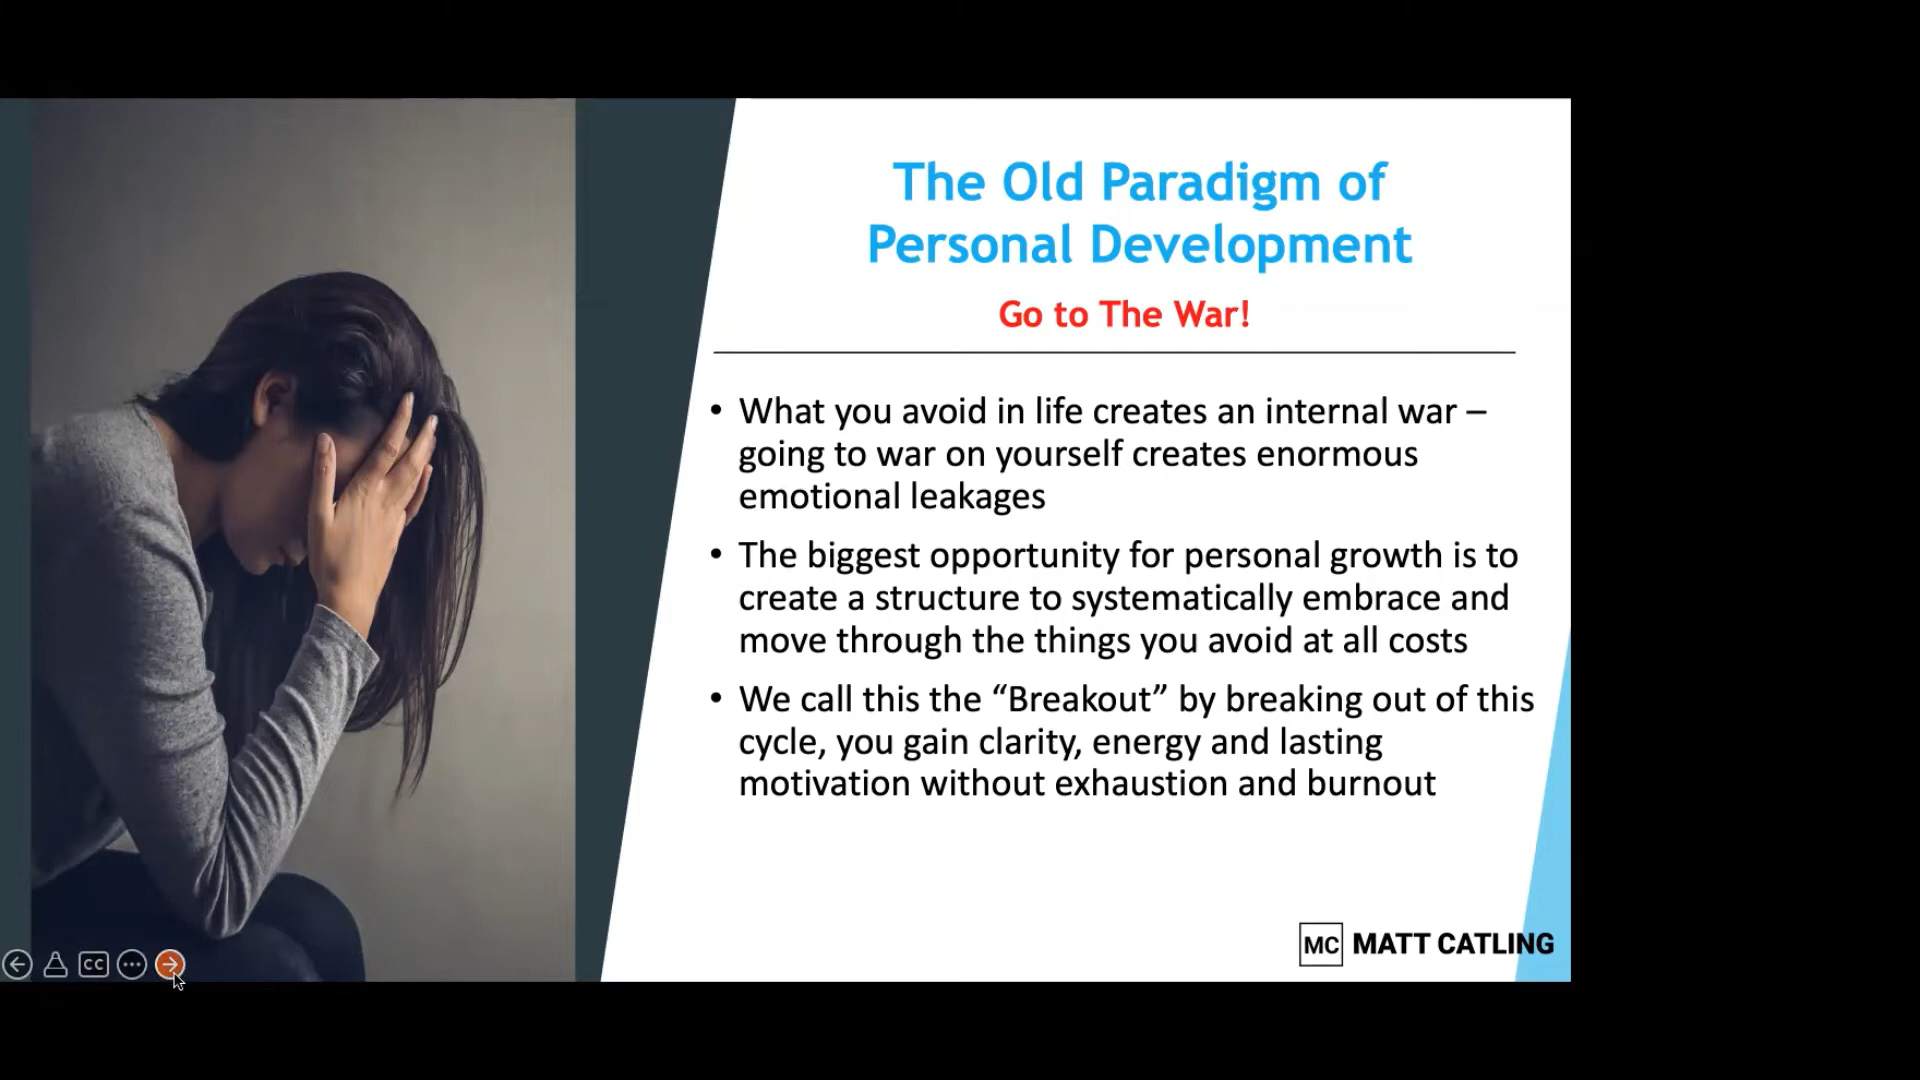 The Old Paradigm of
Personal Development
Go to The War!
• What you avoid in life creates an internal war –
going to war on yourself creates enormous
emotional leakages
• The biggest opportunity for personal growth is to
create a structure to systematically embrace and
move through the things you avoid at all costs
• We call this the “Breakout” by breaking out of this
cycle, you gain clarity, energy and lasting
motivation without exhaustion and burnout
MC MATT CATLING
CC